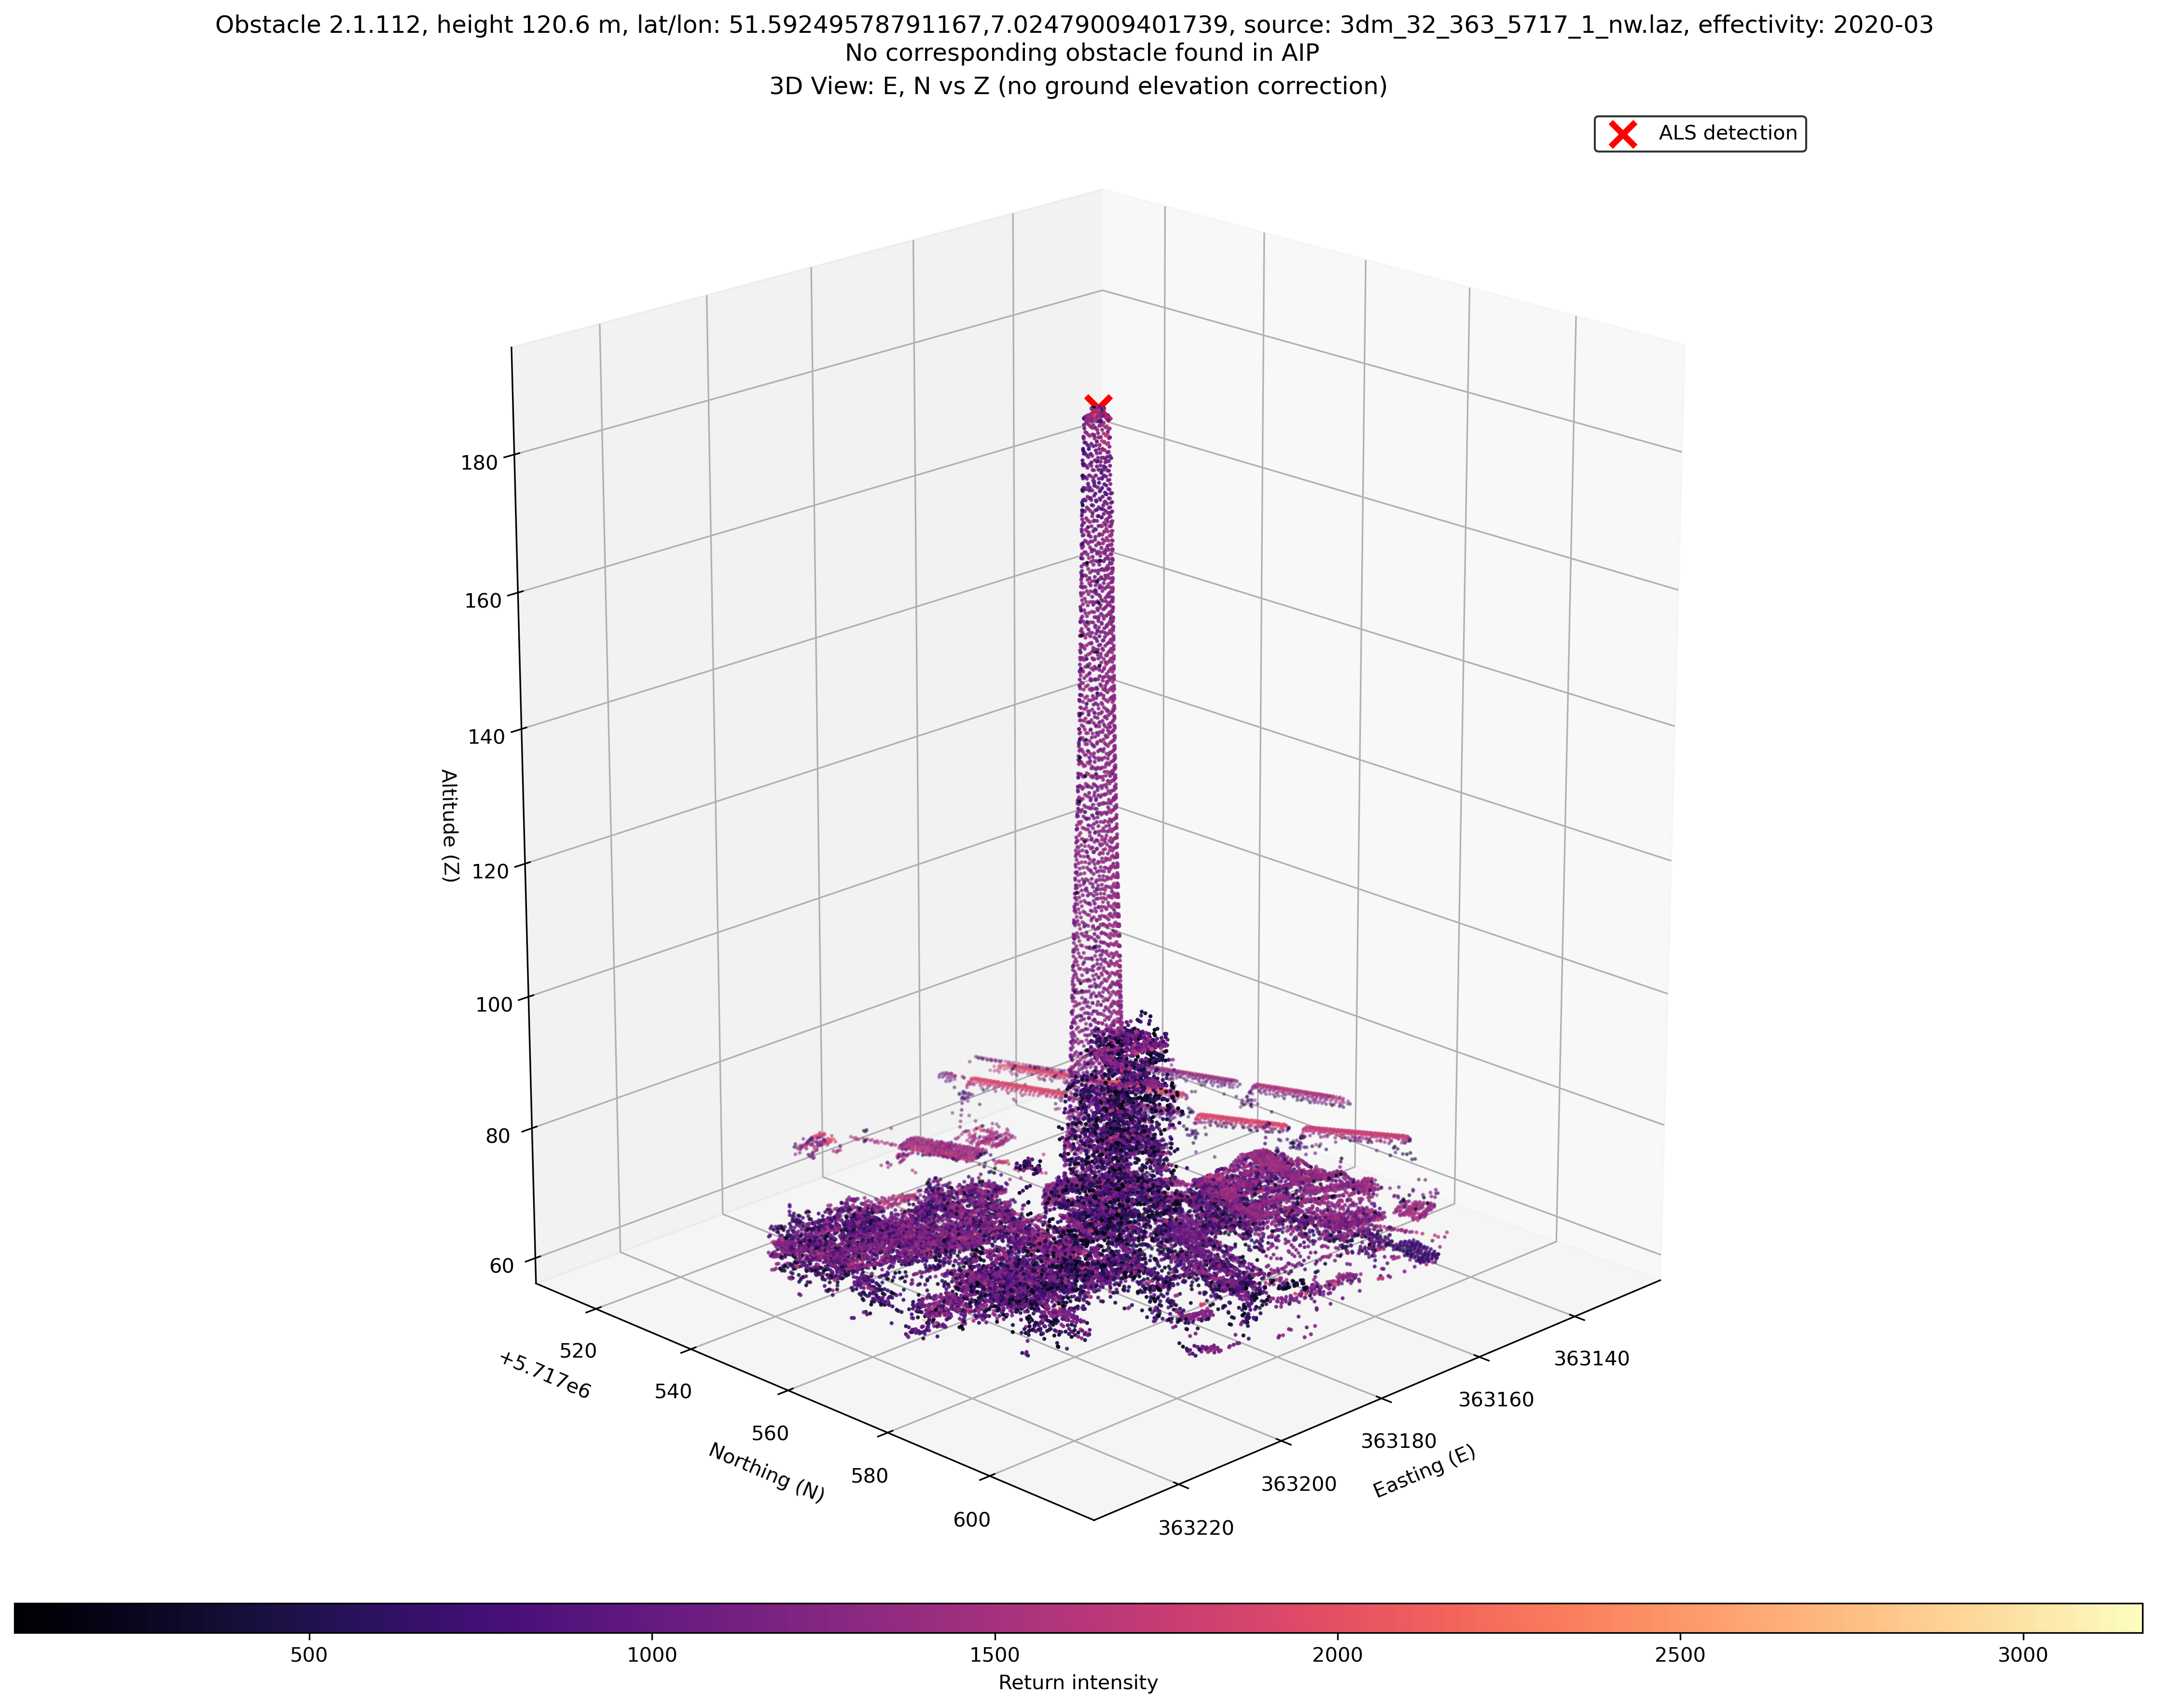 Obstacle 2.1.112, height 120.6 m, lat/lon: 51.59249578791167,7.02479009401739, source: 3dm_32_363_5717_1_nw.laz, effectivity: 2020-03
No corresponding obstacle found in AIP
3D View: E, N vs Z (no ground elevation correction)
ALS detection
180
160
140
120
100
80
60
Altitude (Z)
520
540
560
580
600
+5.717e6
Northing (N)
363140
363160
363180
363200
363220
Easting (E)
500
1000
1500
2000
2500
3000
Return intensity